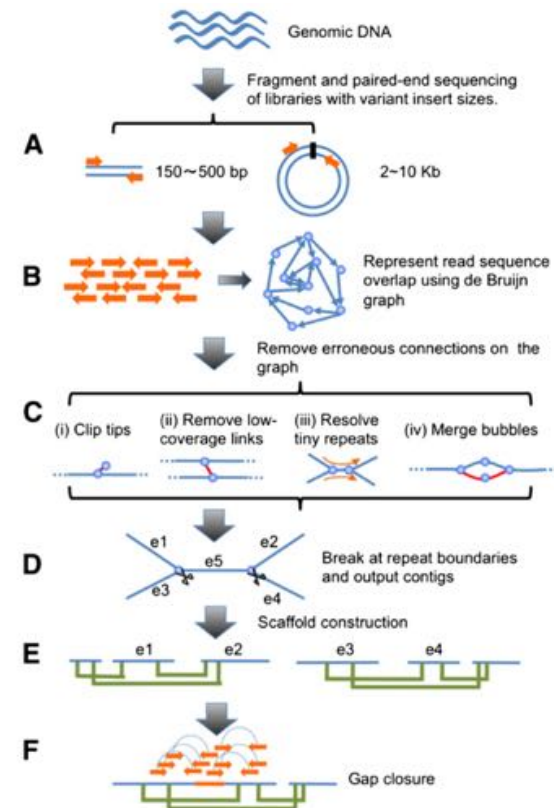 Genomic DNA
Fragment and paired-end sequencing
of libraries with variant insert sizes.
A
150~500 bp
2~10 Kb
B
Represent read sequence
overlap using de Bruijn
graph
Remove erroneous connections on the
graph
C
(i) Clip tips
(ii) Remove low-
coverage links
(iii) Resolve
tiny repeats
(iv) Merge bubbles
D
e1
e2
e5
e3
e4
Break at repeat boundaries
and output contigs
Scaffold construction
E
e1
e2
e3
e4
F
Gap closure